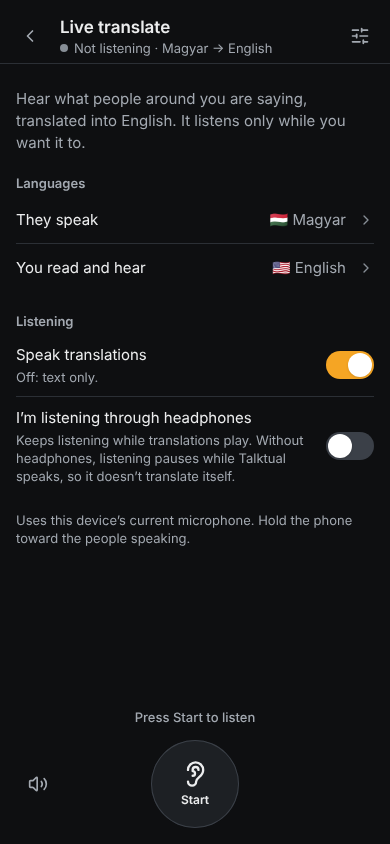 Live translate
Not listening · Magyar → English
Hear what people around you are saying,
translated into English. It listens only while you
want it to.
Languages
They speak
Magyar
You read and hear
English
Listening
Speak translations
Off: text only.
I’m listening through headphones
Keeps listening while translations play. Without
headphones, listening pauses while Talktual
speaks, so it doesn’t translate itself.
Uses this device’s current microphone. Hold the phone
toward the people speaking.
Press Start to listen
Start